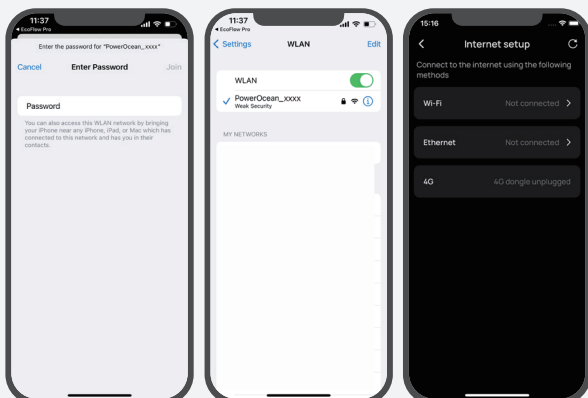 11:37
◀ EcoFlow Pro
Enter the password for "PowerOcean_xxxx"
Cancel
Enter Password
Join
Password
You can also access this WLAN network by bringing
your iPhone near any iPhone, iPad, or Mac which has
connected to this network and has you in their
contacts.
11:37
◀ EcoFlow Pro
Settings
WLAN
Edit
WLAN
PowerOcean_xxxx
Weak Security
MY NETWORKS
15:16
Internet setup
Connect to the internet using the following
methods
Wi-Fi
Not connected
Ethernet
Not connected
4G
4G dongle unplugged